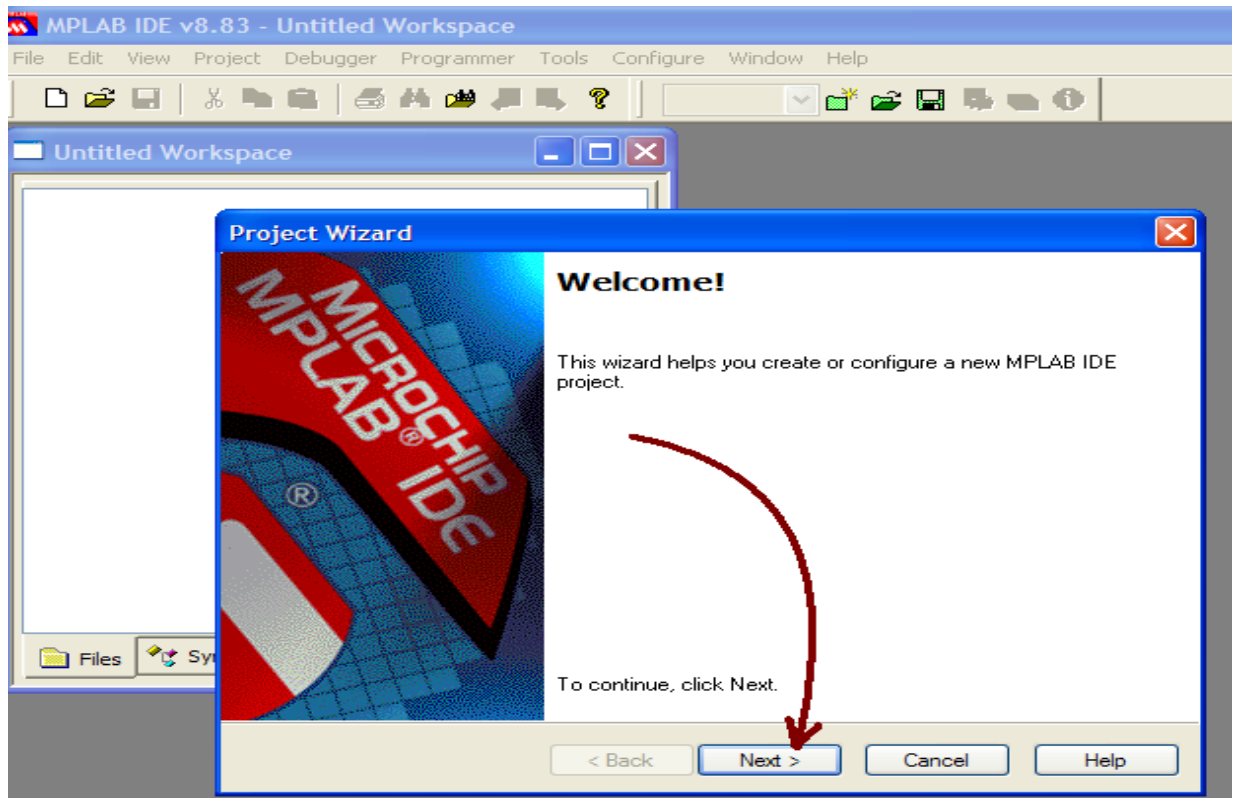 MPLAB IDE v8.83 - Untitled Workspace
File Edit View Project Debugger Programmer Tools Configure Window Help
Untitled Workspace
Project Wizard
MICROCHIP
MPLAB® IDE
®
Welcome!
This wizard helps you create or configure a new MPLAB IDE
project.
To continue, click Next.
Files Sy
< Back Next > Cancel Help